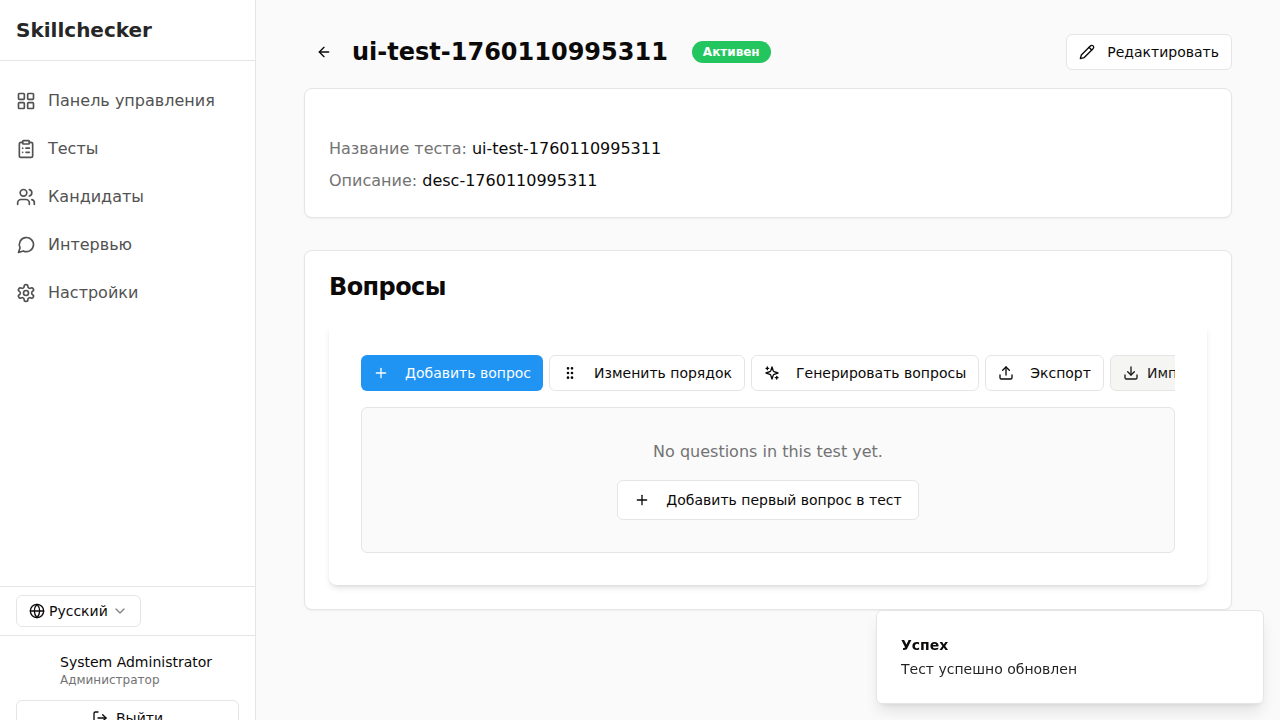 Skillchecker
Панель управления
Тесты
Кандидаты
Интервью
Настройки
Русский
System Administrator
Администратор
Выйти
ui-test-1760110995311
Активен
Редактировать
Название теста: ui-test-1760110995311
Описание: desc-1760110995311
Вопросы
Добавить вопрос
Изменить порядок
Генерировать вопросы
Экспорт
Имп
No questions in this test yet.
Добавить первый вопрос в тест
Успех
Тест успешно обновлен